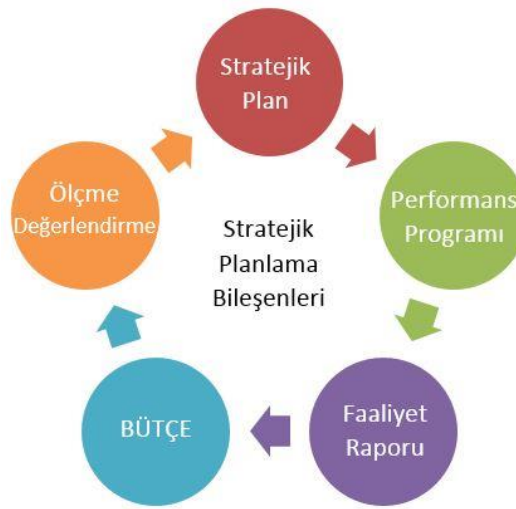 Stratejik
Plan
Performans
Programı
Faaliyet
Raporu
BÜTÇE
Ölçme
Değerlendirme
Stratejik
Planlama
Bileşenleri